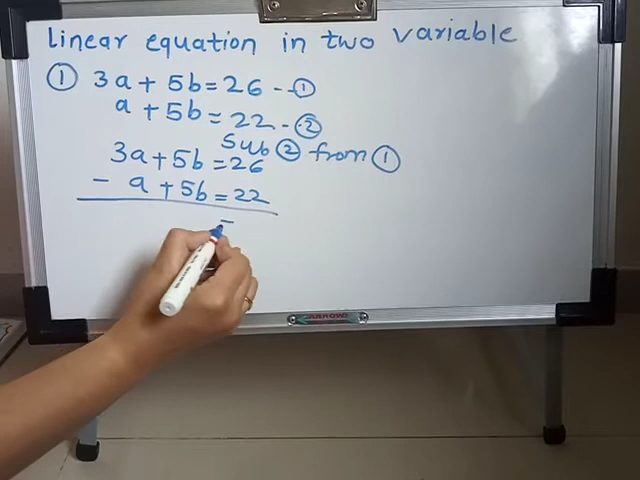 Linear equation in two variable
① 3a + 5b = 26 - ①
a + 5b = 22 - ②
Sub ② from ①
3a + 5b = 26
- a + 5b = 22
=
ARROW